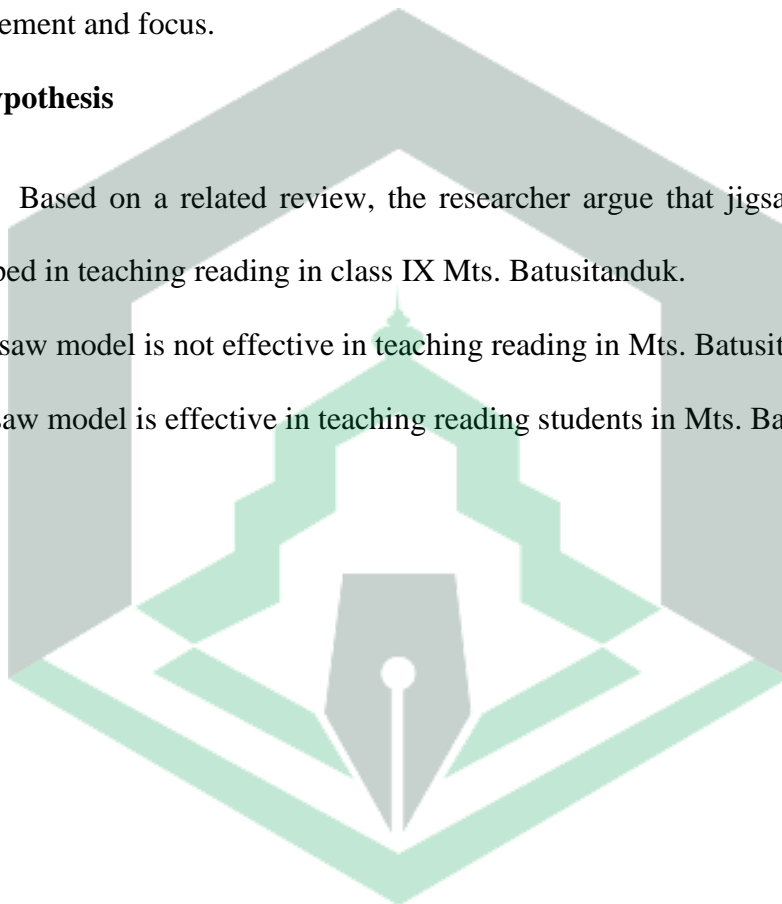 ement and focus.
ypothesis
Based on a related review, the researcher argue that jigsa
bed in teaching reading in class IX Mts. Batusitanduk.
saw model is not effective in teaching reading in Mts. Batusit
saw model is effective in teaching reading students in Mts. Ba